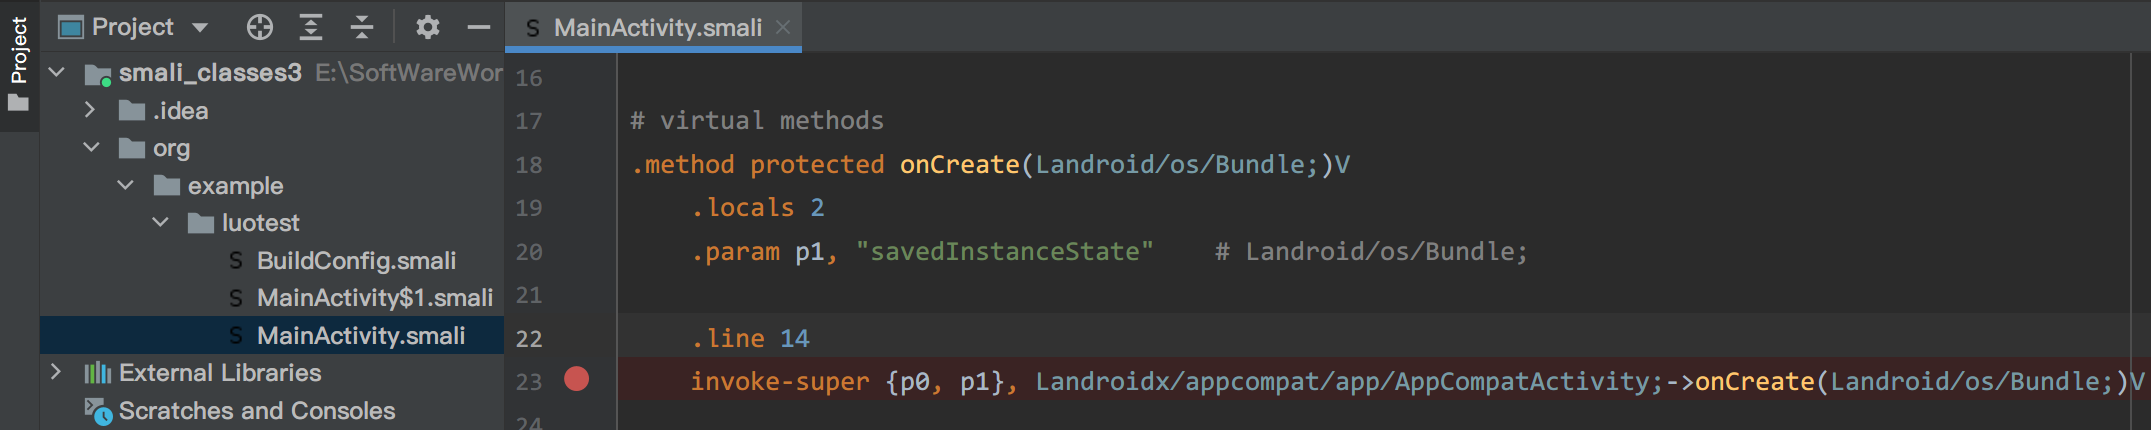 Project
Project
smali_classes3 E:\SoftWareWor
.idea
org
example
luotest
BuildConfig.smali
MainActivity$1.smali
MainActivity.smali
External Libraries
Scratches and Consoles
MainActivity.smali
16
17 # virtual methods
18 .method protected onCreate(Landroid/os/Bundle;)V
19 .locals 2
20 .param p1, "savedInstanceState" # Landroid/os/Bundle;
21
22 .line 14
23 invoke-super {p0, p1}, Landroidx/appcompat/app/AppCompatActivity;->onCreate(Landroid/os/Bundle;)V
24